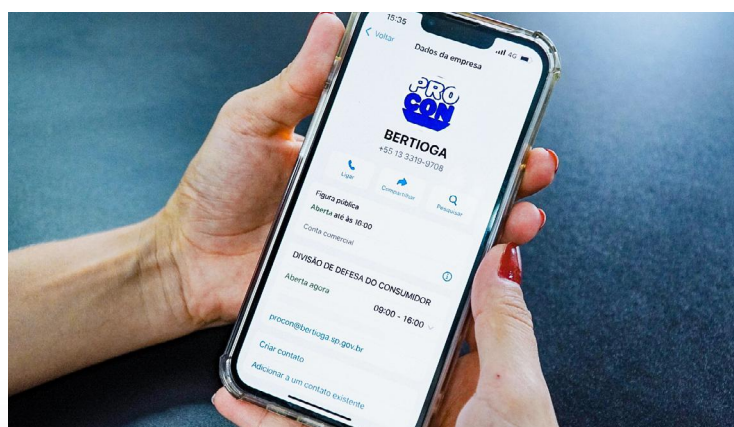 15:35
4G
Voltar
Dados da empresa
PRO
CON
BERTIOGA
+55 13 3319-9708
Ligar
Compartilhar
Pesquisar
Figura pública
Aberta até às 16:00
Conta comercial
DIVISÃO DE DEFESA DO CONSUMIDOR
Aberta agora
09:00 - 16:00
procon@bertioga.sp.gov.br
Criar contato
Adicionar a um contato existente